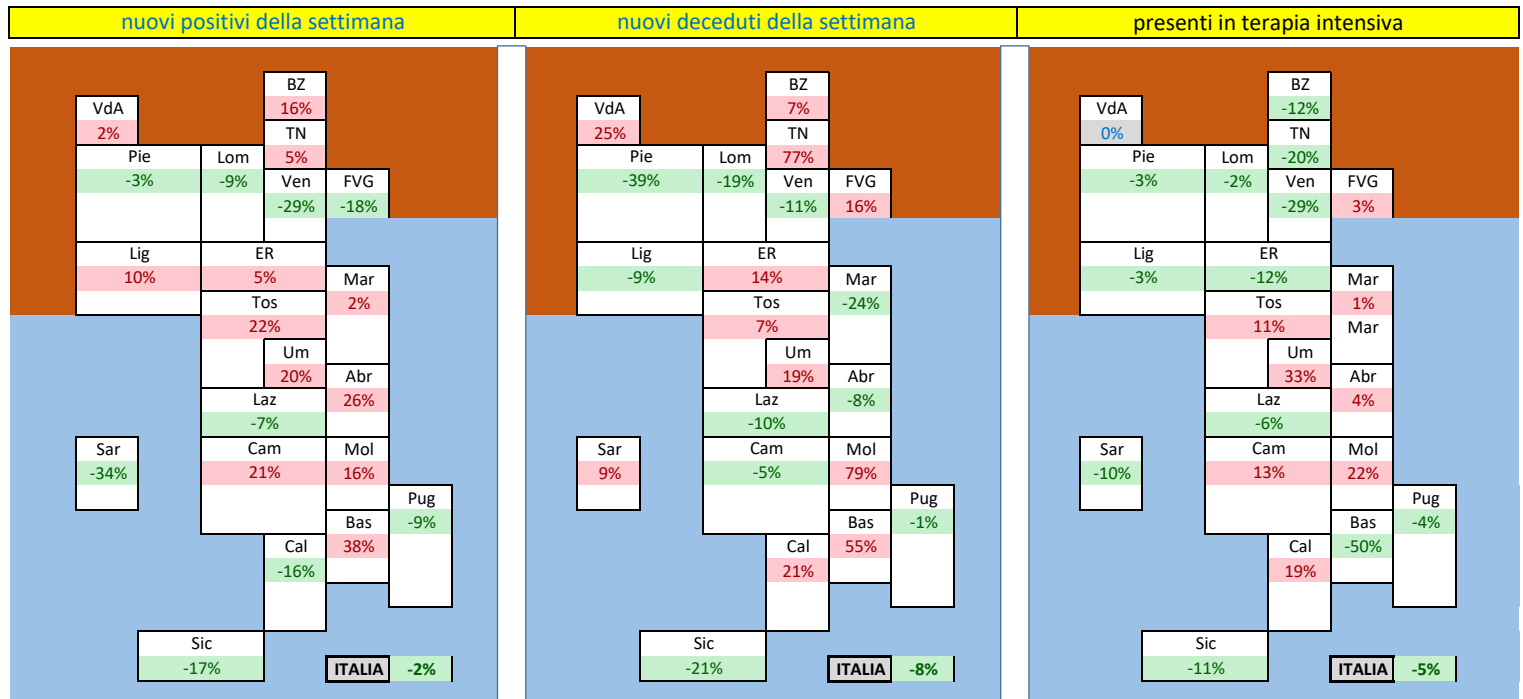 nuovi positivi della settimana
BZ
VdA 16%
2% TN
Pie Lom 5%
-3% -9% Ven FVG
-29% -18%
Lig ER
10% 5% Mar
Tos 2%
22%
Um
20% Abr
Laz 26%
-7%
Sar Cam Mol
-34% 21% 16%
Pug
Bas -9%
Cal 38%
-16%
Sic
-17% ITALIA -2%
nuovi deceduti della settimana
BZ
VdA 7%
25% TN
Pie Lom 77%
-39% -19% Ven FVG
-11% 16%
Lig ER
-9% 14% Mar
Tos -24%
7%
Um
19% Abr
Laz -8%
-10%
Sar Cam Mol
9% -5% 79%
Pug
Bas -1%
Cal 55%
21%
Sic
-21% ITALIA -8%
presenti in terapia intensiva
BZ
VdA -12%
0% TN
Pie Lom -20%
-3% -2% Ven FVG
-29% 3%
Lig ER
-3% -12% Mar
Tos 1%
11% Mar
Um
33% Abr
Laz 4%
-6%
Sar Cam Mol
-10% 13% 22%
Pug
Bas -4%
Cal -50%
19%
Sic
-11% ITALIA -5%